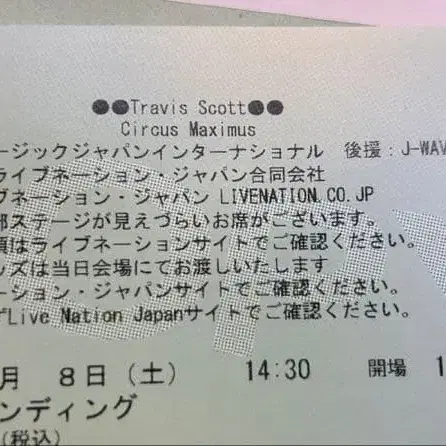 ●●Travis Scott●●
Circus Maximus
ージックジャパンインターナショナル 後援：J-WAV
ライブネーション・ジャパン合同会社
ブネーション・ジャパン LIVENATION.CO.JP
部ステージが見えづらいお席がございます。
項はライブネーションサイトでご確認ください。
ッズは当日会場にてお渡しいたします
ーション・ジャパンサイトでご確認ください。
ずLive Nation Japanサイトでご確認ください。
月 8日（土） 14:30 開場 1
ンディング
（税込）